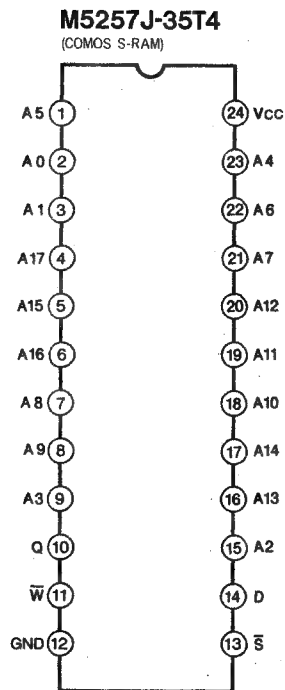 M5257J-35T4
(COMOS S-RAM)
A5 1 24 Vcc
A0 2 23 A4
A1 3 22 A6
A17 4 21 A7
A15 5 20 A12
A16 6 19 A11
A8 7 18 A10
A9 8 17 A14
A3 9 16 A13
Q 10 15 A2
W̅ 11 14 D
GND 12 13 S̅